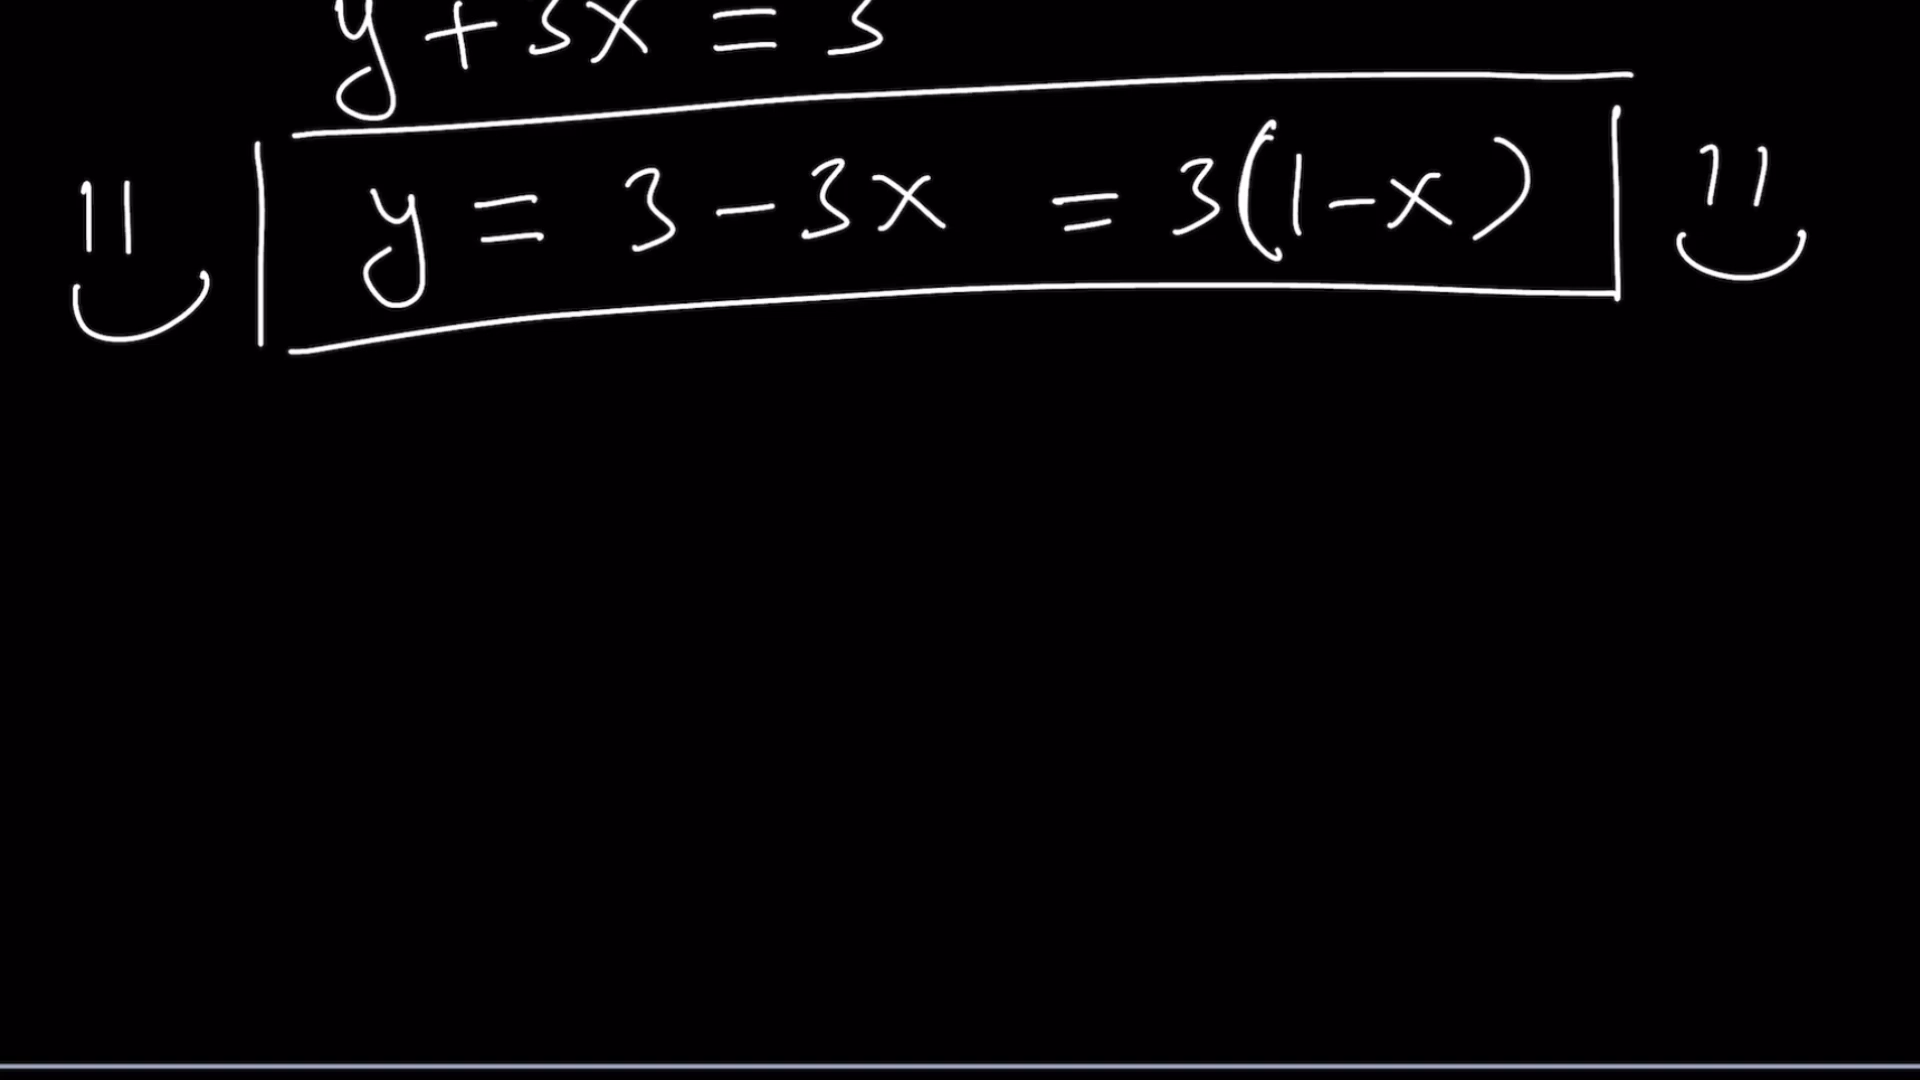 y + 3x = 3
y = 3 - 3x = 3(1-x)